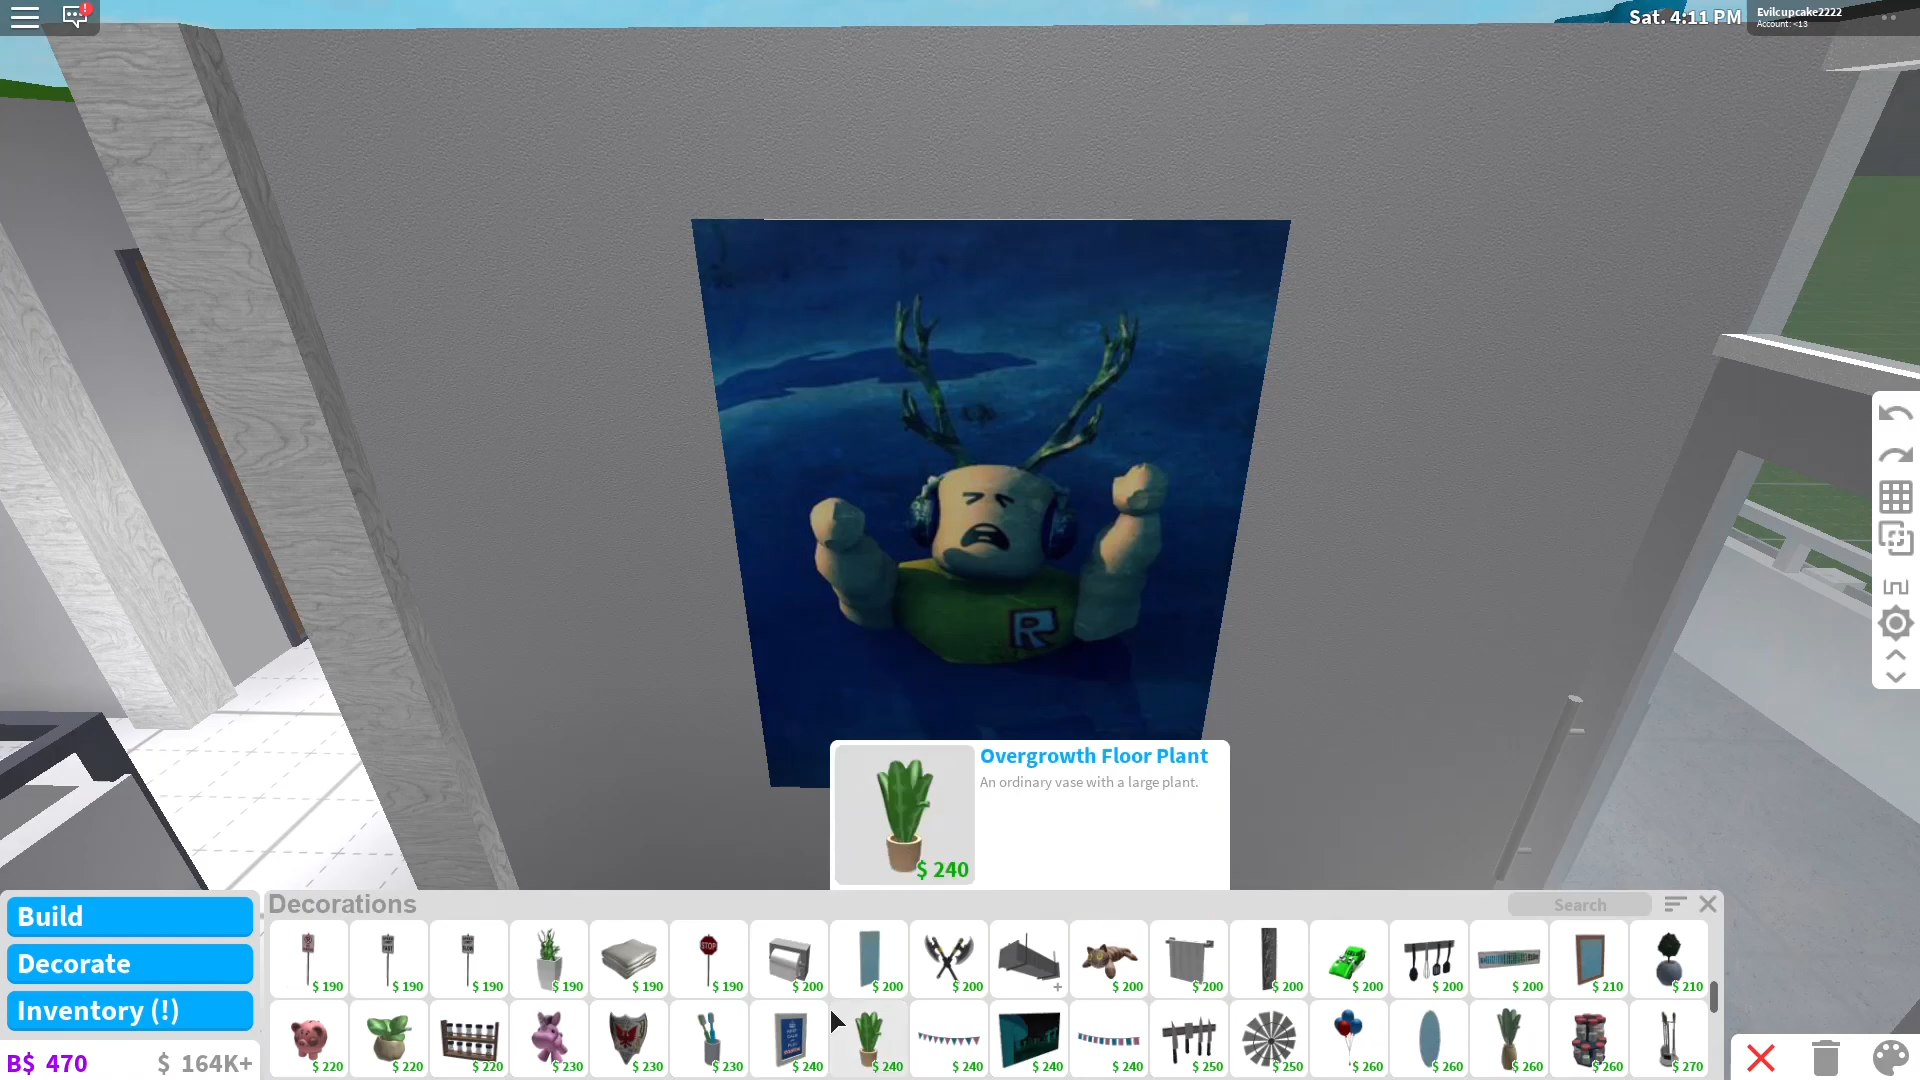 Sat. 4:11 PM
Evilcupcake2222
Account: <13
R
Overgrowth Floor Plant
An ordinary vase with a large plant.
$ 240
Build
Decorate
Inventory (!)
B$ 470
$ 164K+
Decorations
Search
$ 190
$ 190
$ 190
$ 190
$ 190
STOP
$ 190
$ 200
$ 200
$ 200
$ 200
$ 200
$ 200
$ 200
$ 200
$ 200
$ 210
$ 210
$ 220
$ 220
$ 220
$ 230
$ 230
$ 230
$ 240
$ 240
$ 240
$ 240
$ 240
$ 250
$ 250
$ 260
$ 260
$ 260
$ 260
$ 270